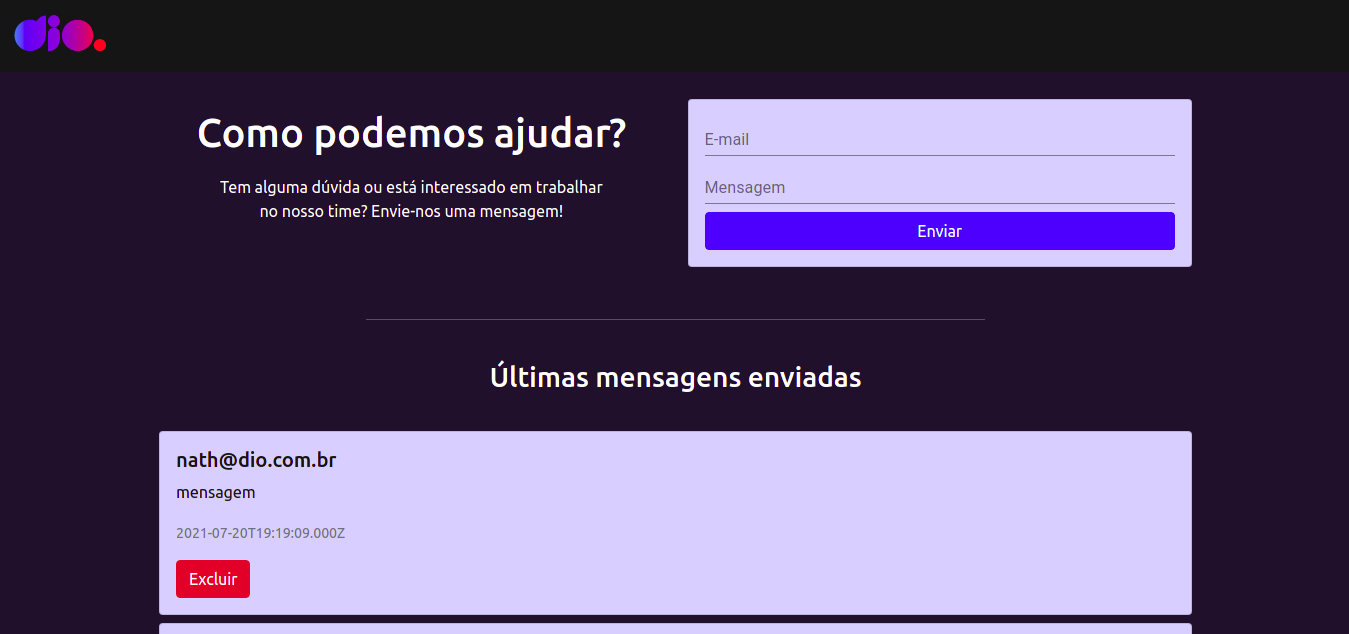 dio.
Como podemos ajudar?
Tem alguma dúvida ou está interessado em trabalhar
no nosso time? Envie-nos uma mensagem!
E-mail
Mensagem
Enviar
Últimas mensagens enviadas
nath@dio.com.br
mensagem
2021-07-20T19:19:09.000Z
Excluir